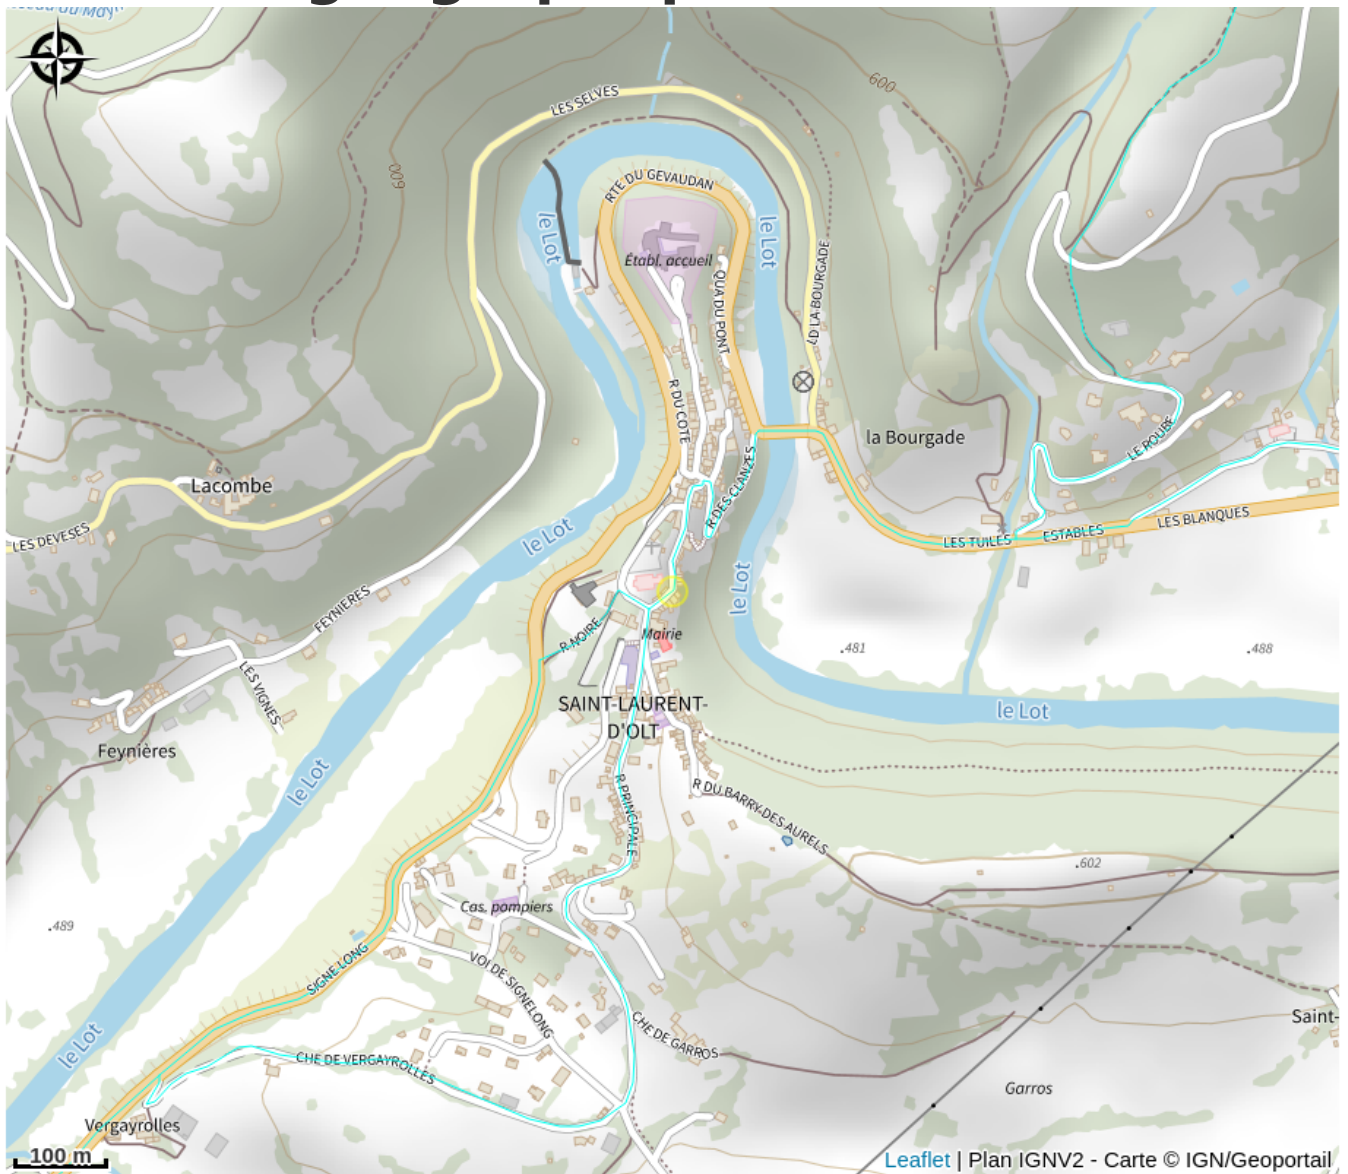 LES SELVES
600
600
RTE DU GEVAUDAN
le Lot
le Lot
Établ. accueil
QUA DU PONT
LD LA BOURGADE
R DU COTE
la Bourgade
LE ROUBE
R DES CLANZES
Lacombe
LES DEVESES
le Lot
LES TUILES
ESTABLES
LES BLANQUES
le Lot
FEYNIERES
R NOIRE
Mairie
.481
.488
LES VIGNES
SAINT-LAURENT-
D'OLT
le Lot
Feynières
le Lot
R PRINCIPALE
R DU BARRY-DES-AURELS
.602
Cas. pompiers
.489
SIGNE LONG
VOI DE SIGNELONG
Saint-
le Lot
CHE DE GARROS
CHE DE VERGAYROLLES
Garros
Vergayrolles
100 m
Leaflet | Plan IGNV2 - Carte © IGN/Geoportail